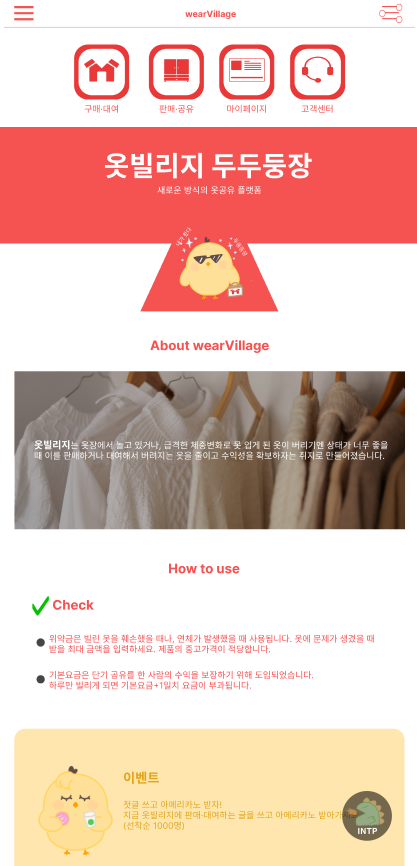 wearVillage
구매·대여
판매·공유
마이페이지
고객센터
옷빌리지 두두둥장
새로운 방식의 옷공유 플랫폼
About wearVillage
옷빌리지는 옷장에서 놀고 있거나, 급격한 체중변화로 못 입게 된 옷이 버리기엔 상태가 너무 좋을
때 이를 판매하거나 대여해서 버려지는 옷을 줄이고 수익성을 확보하자는 취지로 만들어졌습니다.
How to use
Check
위약금은 빌린 옷을 훼손했을 때나, 연체가 발생했을 때 사용됩니다. 옷에 문제가 생겼을 때
받을 최대 금액을 입력하세요. 제품의 중고가격이 적당합니다.
기본요금은 단기 공유를 한 사람의 수익을 보장하기 위해 도입되었습니다.
하루만 빌리게 되면 기본요금+1일치 요금이 부과됩니다.
이벤트
첫글 쓰고 아메리카노 받자!
지금 옷빌리지에 판매·대여하는 글을 쓰고 아메리카노 받아
(선착순 1000명)
INTP